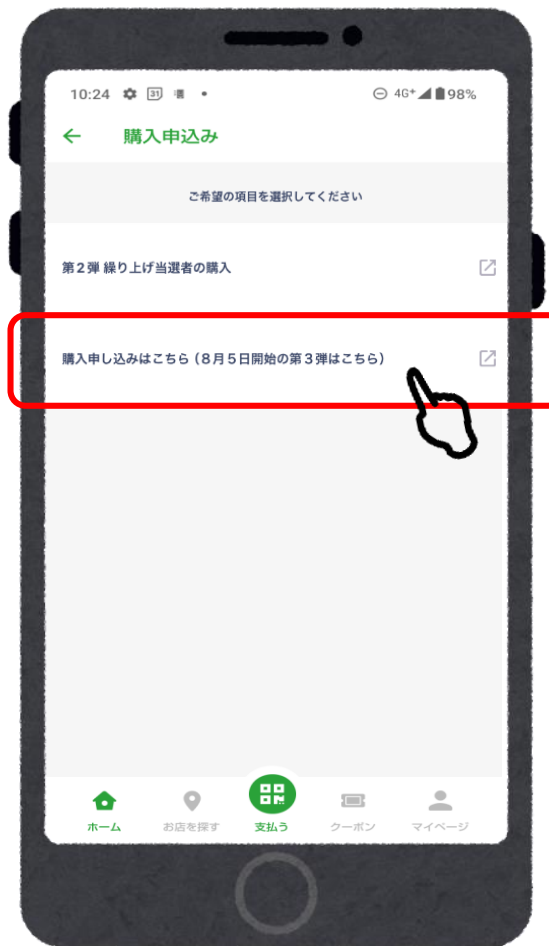 10:24 31 4G+ 98%
購入申込み
ご希望の項目を選択してください
第2弾 繰り上げ当選者の購入
購入申し込みはこちら（８月５日開始の第３弾はこちら）
ホーム お店を探す 支払う クーポン マイページ